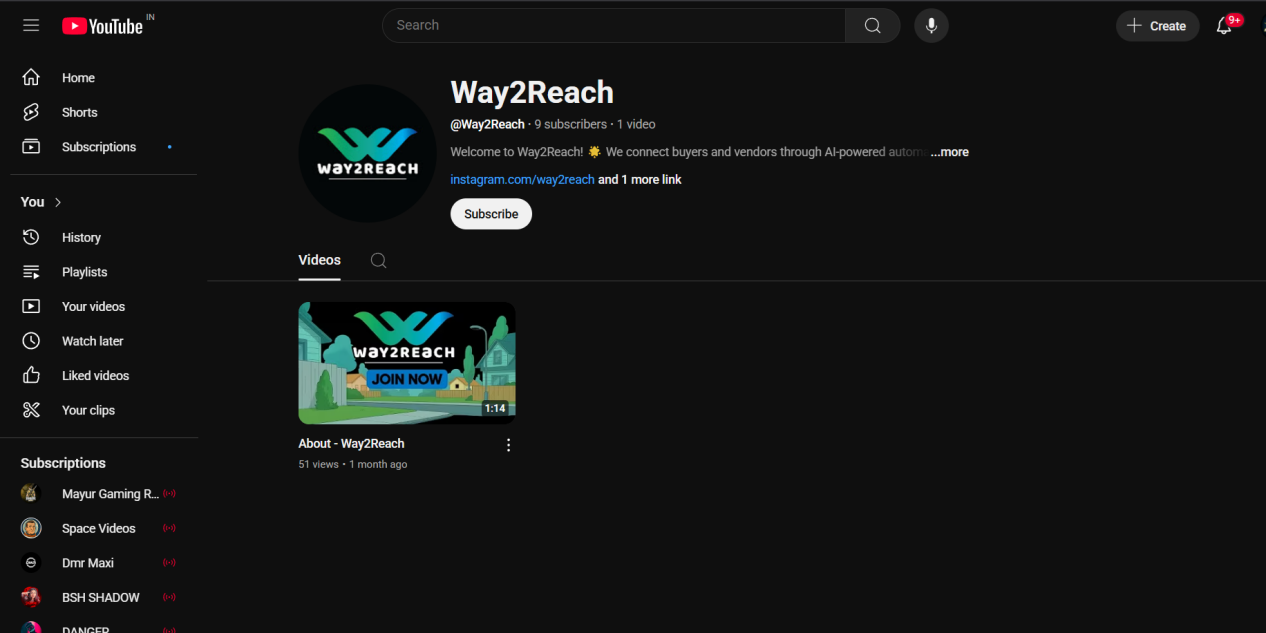 YouTube IN
Search
Create
9+
Home
Shorts
Subscriptions
You
History
Playlists
Your videos
Watch later
Liked videos
Your clips
Subscriptions
Mayur Gaming R...
Space Videos
Dmr Maxi
BSH SHADOW
DANGER
WAY2REACH
Way2Reach
@Way2Reach · 9 subscribers · 1 video
Welcome to Way2Reach! 🌟 We connect buyers and vendors through AI-powered autom ...more
instagram.com/way2reach and 1 more link
Subscribe
Videos
WAY2REACH
JOIN NOW
1:14
About - Way2Reach
51 views · 1 month ago